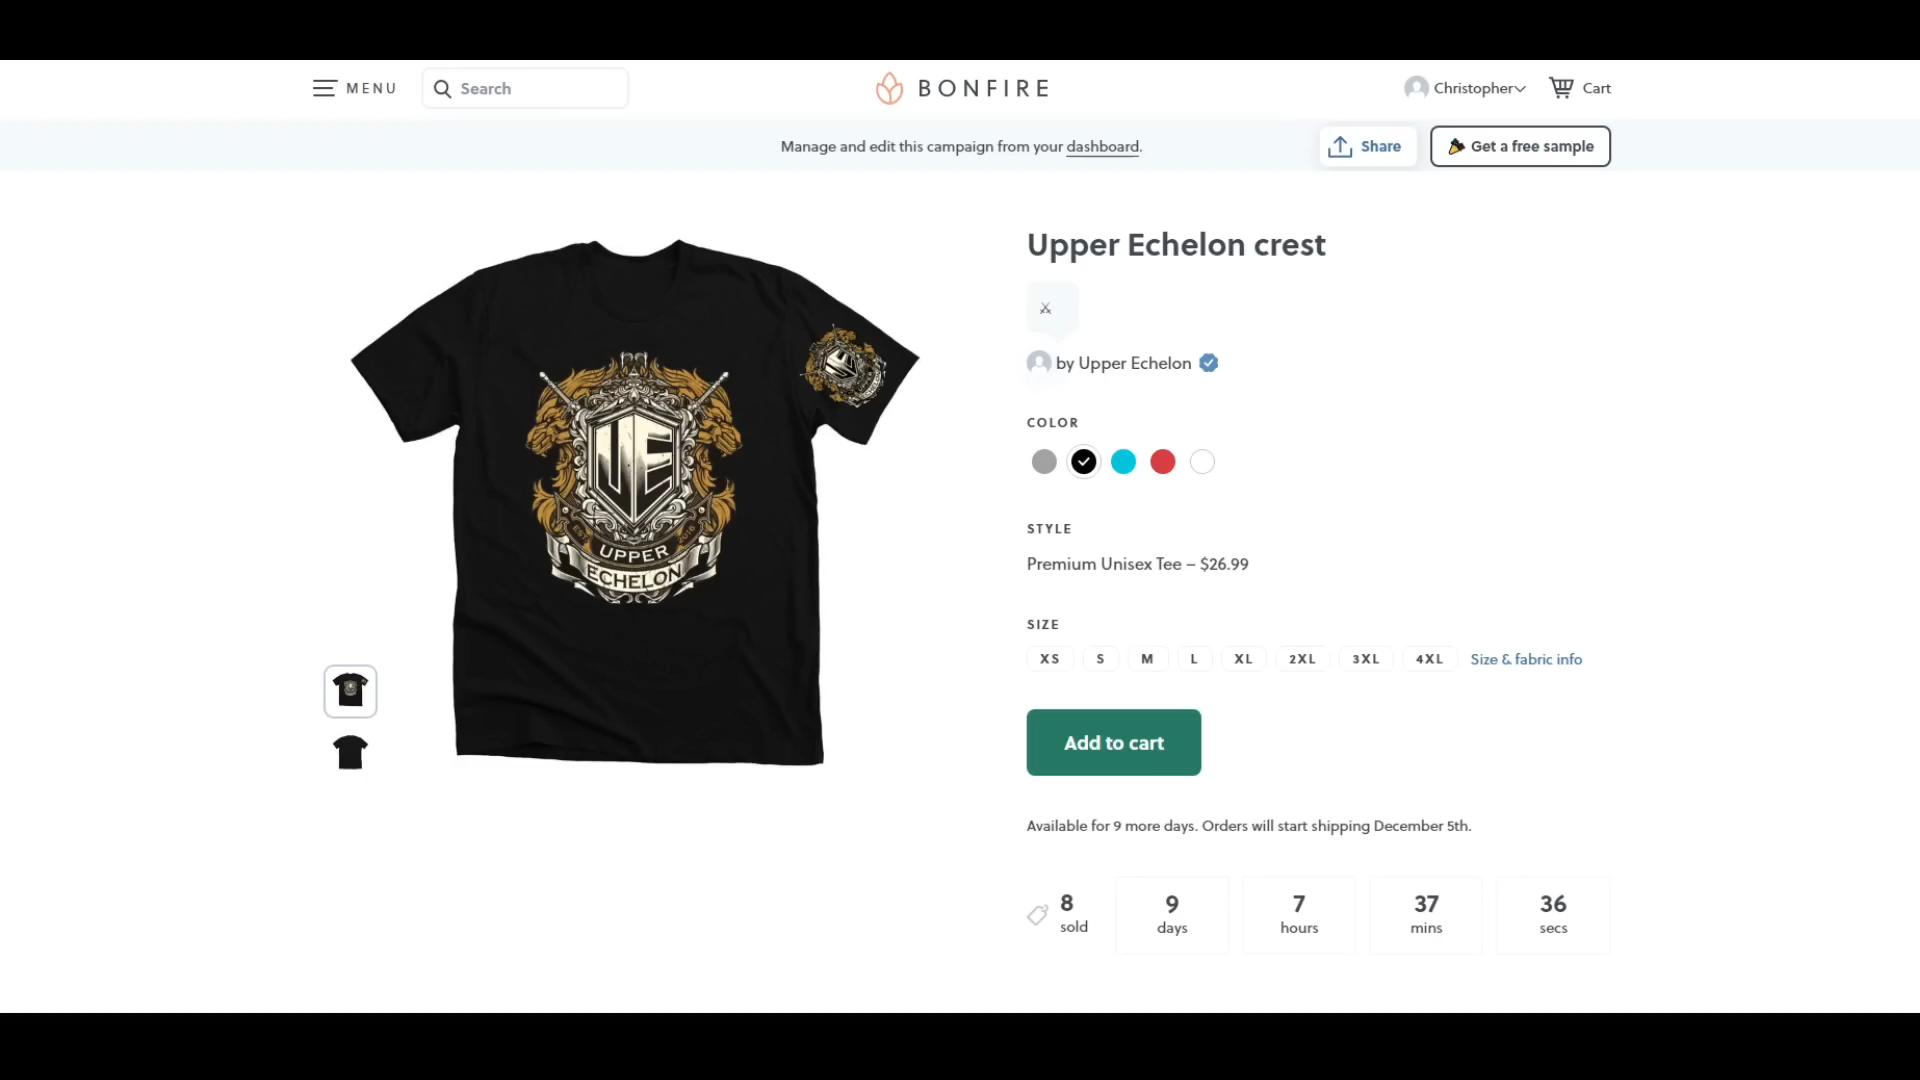 MENU
Search
BONFIRE
Christopher
Cart
Manage and edit this campaign from your dashboard.
Share
Get a free sample
Upper Echelon crest
by Upper Echelon
COLOR
STYLE
Premium Unisex Tee – $26.99
SIZE
XS S M L XL 2XL 3XL 4XL Size & fabric info
Add to cart
Available for 9 more days. Orders will start shipping December 5th.
8 sold
9 days
7 hours
37 mins
36 secs
UE
EST. 2016
UPPER
ECHELON